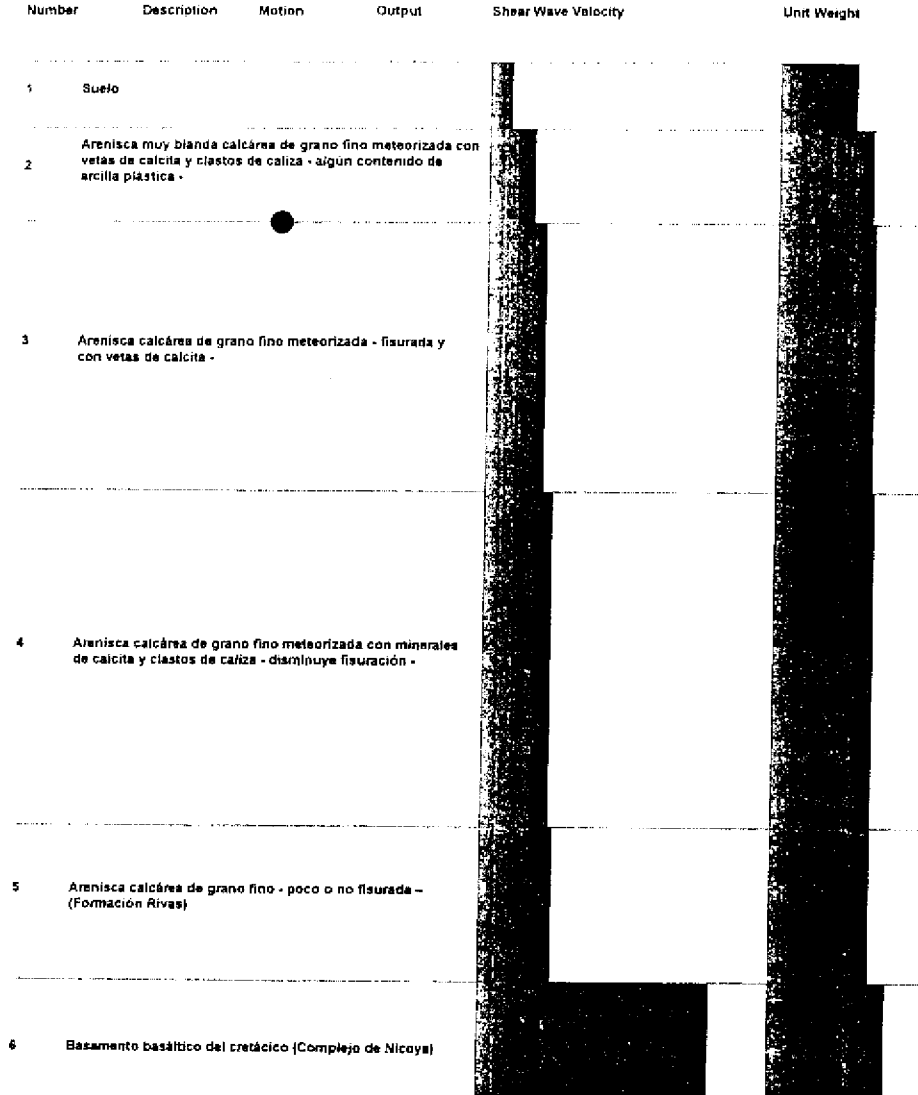 Number Description Motion Output Shear Wave Velocity Unit Weight
1 Suelo
Arenisca muy blanda calcárea de grano fino meteorizada con
2 vetas de calcita y clastos de caliza - algún contenido de
arcilla plástica -
3 Arenisca calcárea de grano fino meteorizada - fisurada y
con vetas de calcita -
4 Arenisca calcárea de grano fino meteorizada con minerales
de calcita y clastos de caliza - disminuye fisuración -
5 Arenisca calcárea de grano fino - poco o no fisurada –
(Formación Rivas)
6 Basamento basáltico del cretácico (Complejo de Nicoya)